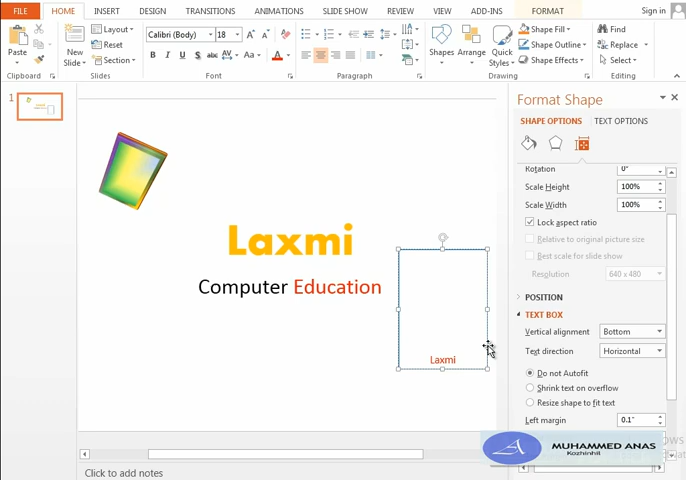 FILE HOME INSERT DESIGN TRANSITIONS ANIMATIONS SLIDE SHOW REVIEW VIEW ADD-INS FORMAT Sign in
Paste
New Slide
Layout
Reset
Section
Calibri (Body) 18
B I U S abc AV Aa A
Shapes
Arrange
Quick Styles
Shape Fill
Shape Outline
Shape Effects
Find
Replace
Select
Clipboard Slides Font Paragraph Drawing Editing
1
Laxmi
Computer Education
Laxmi
Format Shape
SHAPE OPTIONS TEXT OPTIONS
Rotation 0°
Scale Height 100%
Scale Width 100%
Lock aspect ratio
Relative to original picture size
Best scale for slide show
Resolution 640 x 480
POSITION
TEXT BOX
Vertical alignment Bottom
Text direction Horizontal
Do not Autofit
Shrink text on overflow
Resize shape to fit text
Left margin 0.1"
MUHAMMED ANAS
Kozhinhil
Click to add notes